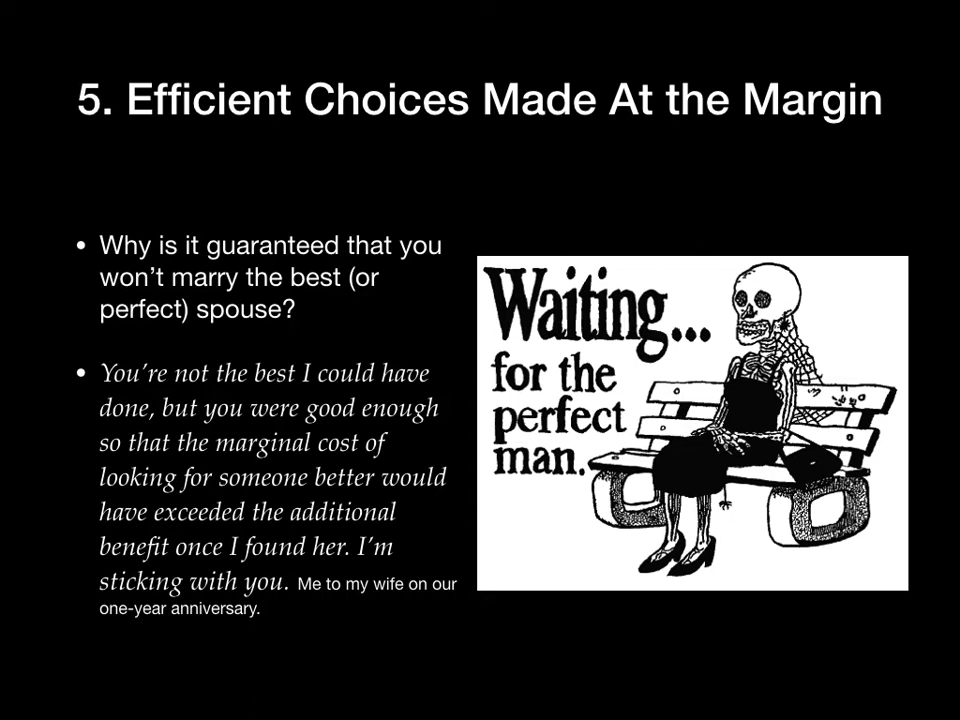 5. Efficient Choices Made At the Margin
• Why is it guaranteed that you
won’t marry the best (or
perfect) spouse?
• You’re not the best I could have
done, but you were good enough
so that the marginal cost of
looking for someone better would
have exceeded the additional
benefit once I found her. I’m
sticking with you. Me to my wife on our
one-year anniversary.
Waiting...
for the
perfect
man.